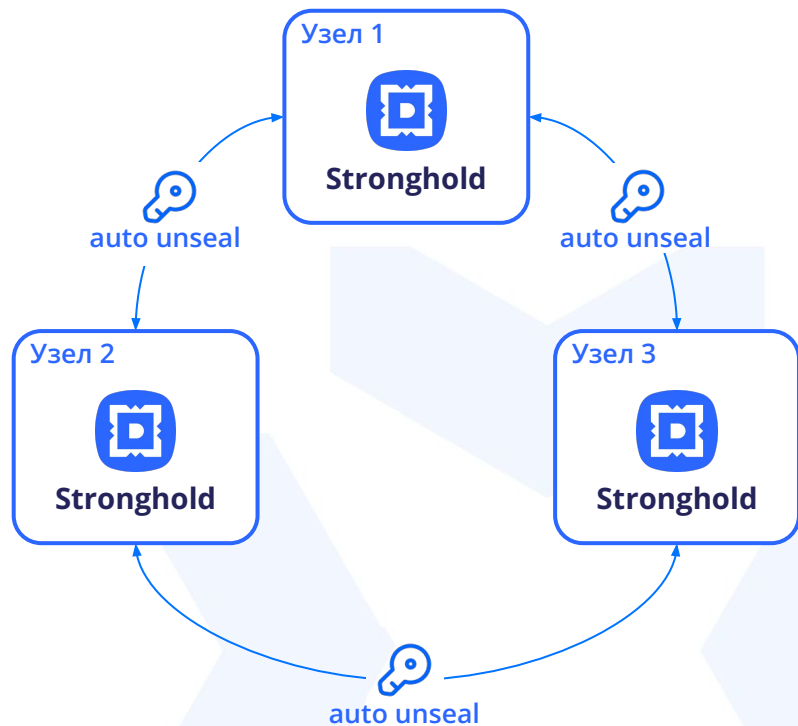 Узел 1
Stronghold
auto unseal
auto unseal
Узел 2
Stronghold
Узел 3
Stronghold
auto unseal